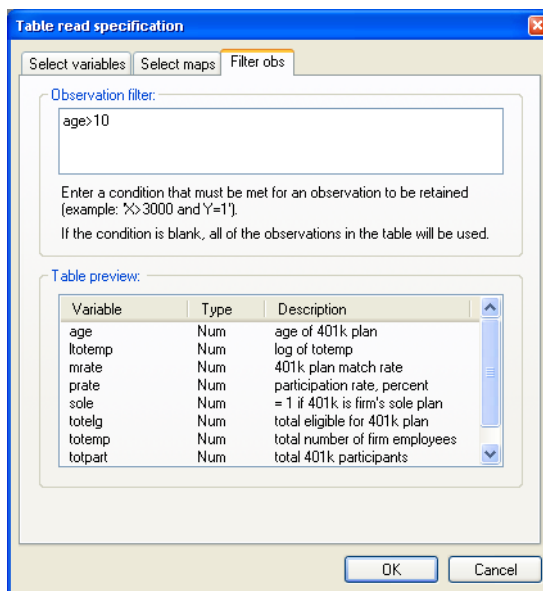 Table read specification
Select variables Select maps Filter obs
Observation filter:
age>10
Enter a condition that must be met for an observation to be retained
(example: 'X>3000 and Y=1').
If the condition is blank, all of the observations in the table will be used.
Table preview:
Variable Type Description
age Num age of 401k plan
ltotemp Num log of totemp
mrate Num 401k plan match rate
prate Num participation rate, percent
sole Num = 1 if 401k is firm's sole plan
totelg Num total eligible for 401k plan
totemp Num total number of firm employees
totpart Num total 401k participants
OK Cancel